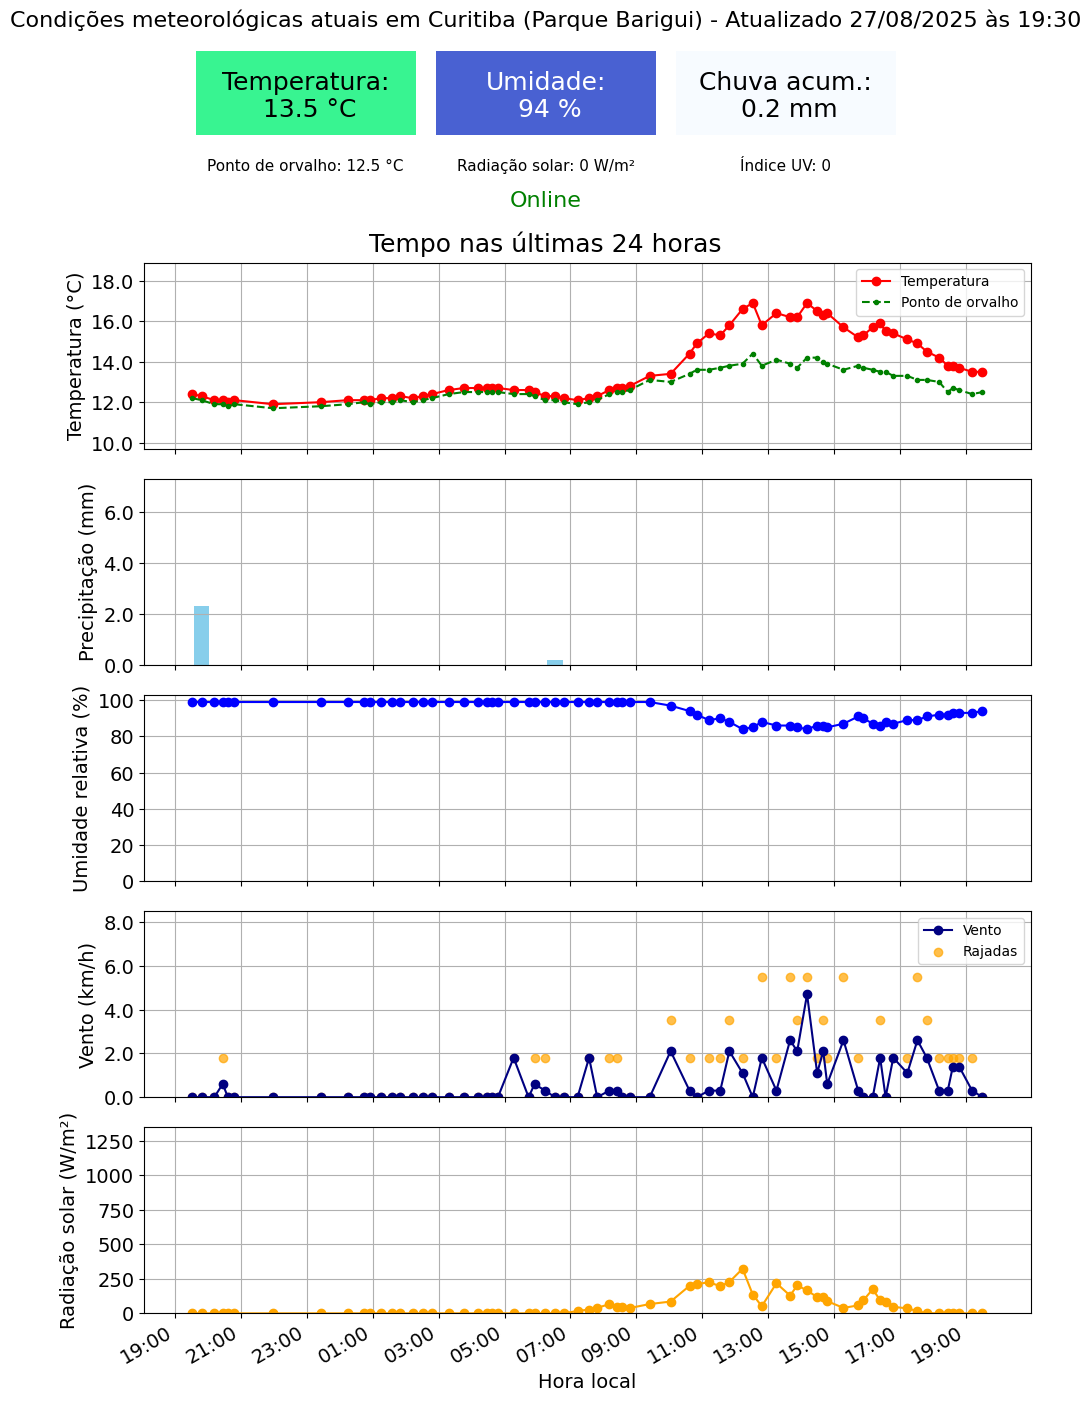 Condições meteorológicas atuais em Curitiba (Parque Barigui) - Atualizado 27/08/2025 às 19:30
Temperatura:
13.5 °C
Umidade:
94 %
Chuva acum.:
0.2 mm
Ponto de orvalho: 12.5 °C
Radiação solar: 0 W/m²
Índice UV: 0
Online
Tempo nas últimas 24 horas
Temperatura (°C)
18.0
16.0
14.0
12.0
10.0
Temperatura
Ponto de orvalho
Precipitação (mm)
6.0
4.0
2.0
0.0
Umidade relativa (%)
100
80
60
40
20
0
Vento (km/h)
8.0
6.0
4.0
2.0
0.0
Vento
Rajadas
Radiação solar (W/m²)
1250
1000
750
500
250
0
19:00
21:00
23:00
01:00
03:00
05:00
07:00
09:00
11:00
13:00
15:00
17:00
19:00
Hora local